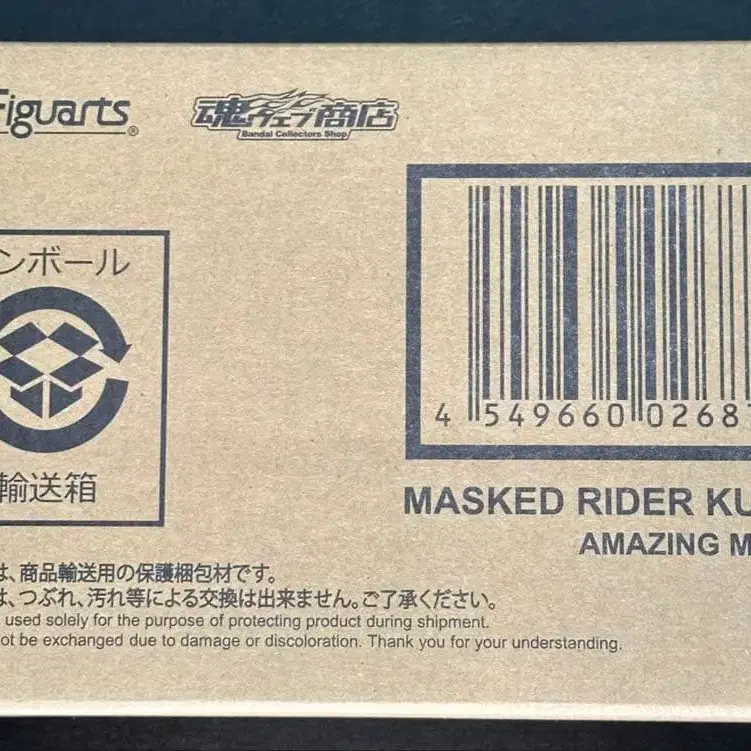 Figuarts®
魂ウェブ商店
Bandai Collectors Shop
ンボール
輸送箱
4 549660 0268
MASKED RIDER KU
AMAZING M
は、商品輸送用の保護梱包材です。
は、つぶれ、汚れ等による交換は出来ません。ご了承ください。
used solely for the purpose of protecting product during shipment.
ot be exchanged due to damage or discoloration. Thank you for your understanding.